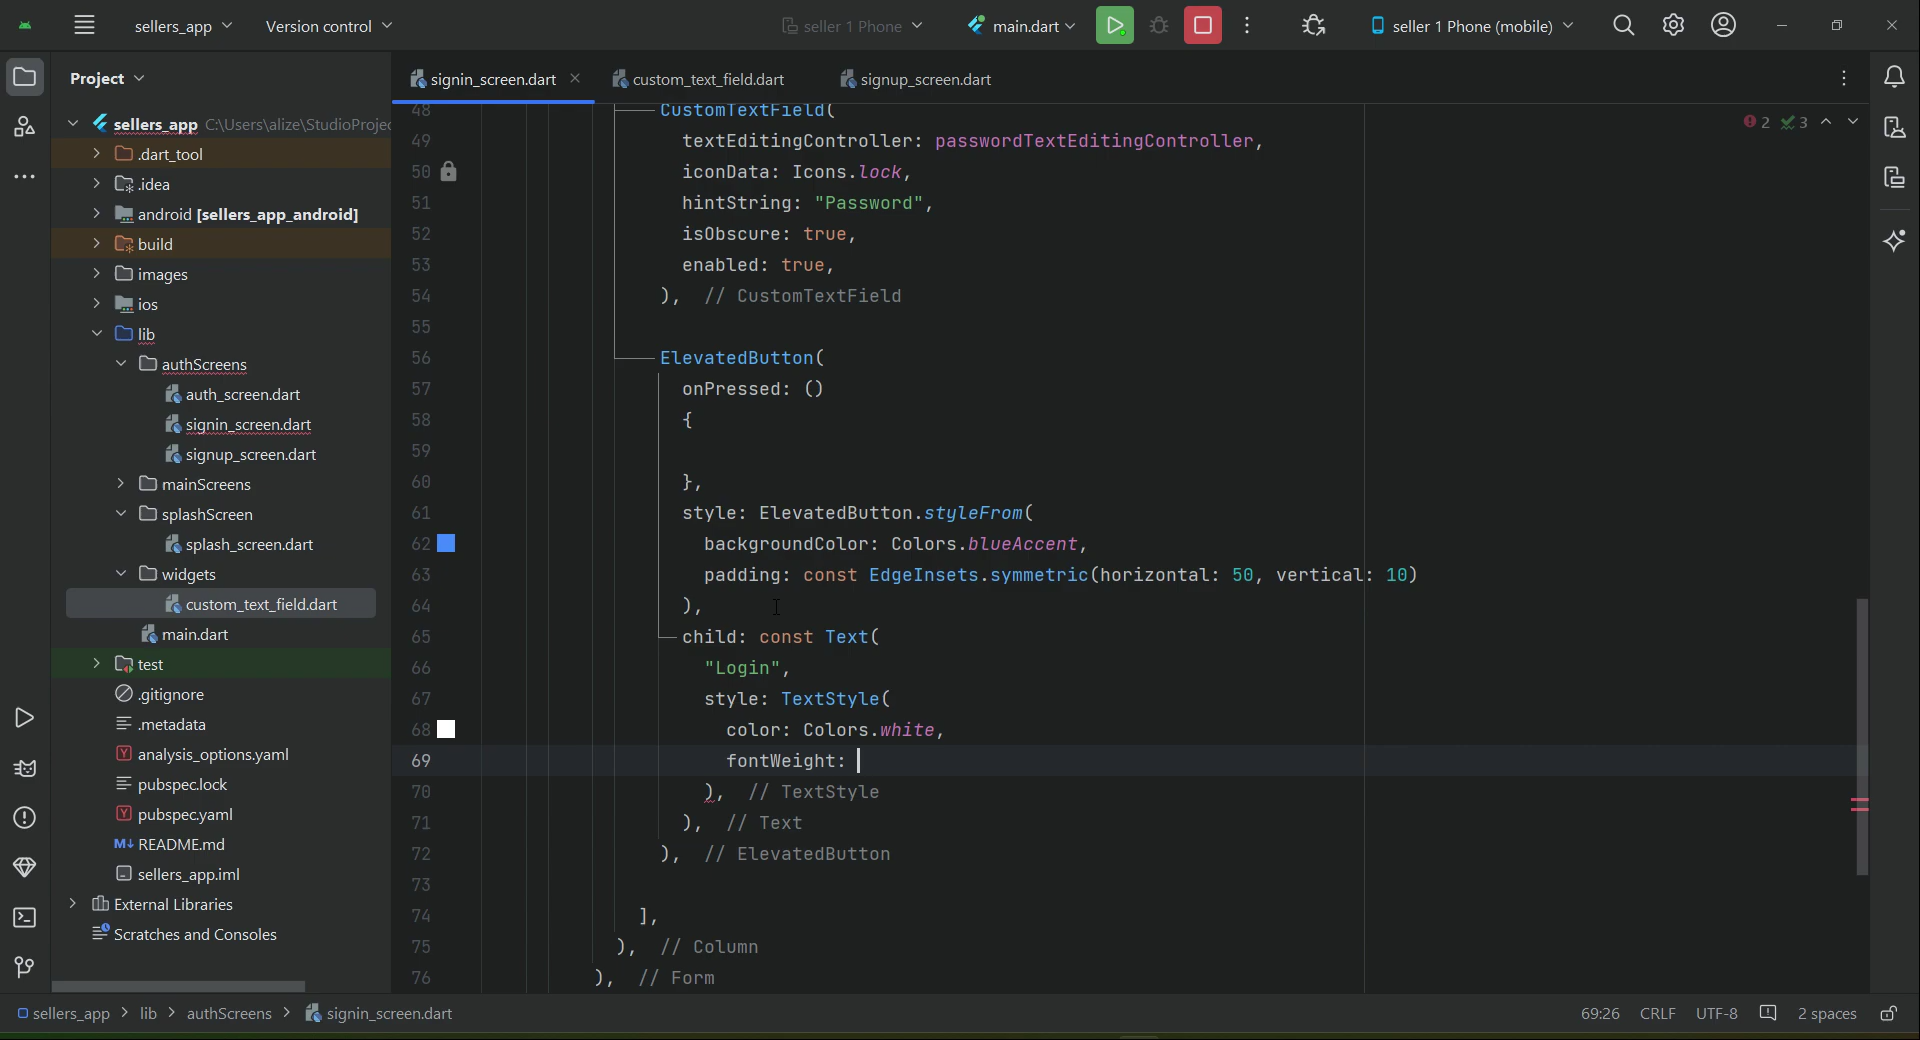 sellers_app
Version control
seller 1 Phone
main.dart
seller 1 Phone (mobile)
Project
signin_screen.dart
custom_text_field.dart
signup_screen.dart
sellers_app C:\Users\alize\StudioProjec
.dart_tool
.idea
android [sellers_app_android]
build
images
ios
lib
authScreens
auth_screen.dart
signin_screen.dart
signup_screen.dart
mainScreens
splashScreen
splash_screen.dart
widgets
custom_text_field.dart
main.dart
test
.gitignore
.metadata
analysis_options.yaml
pubspec.lock
pubspec.yaml
README.md
sellers_app.iml
External Libraries
Scratches and Consoles
2 3
48 CustomTextField(
49 textEditingController: passwordTextEditingController,
50 iconData: Icons.lock,
51 hintString: "Password",
52 isObscure: true,
53 enabled: true,
54 ), // CustomTextField
55
56 ElevatedButton(
57 onPressed: ()
58 {
59
60 },
61 style: ElevatedButton.styleFrom(
62 backgroundColor: Colors.blueAccent,
63 padding: const EdgeInsets.symmetric(horizontal: 50, vertical: 10)
64 ),
65 child: const Text(
66 "Login",
67 style: TextStyle(
68 color: Colors.white,
69 fontWeight:
70 ), // TextStyle
71 ), // Text
72 ), // ElevatedButton
73
74 ],
75 ), // Column
76 ), // Form
sellers_app > lib > authScreens > signin_screen.dart
69:26 CRLF UTF-8 2 spaces